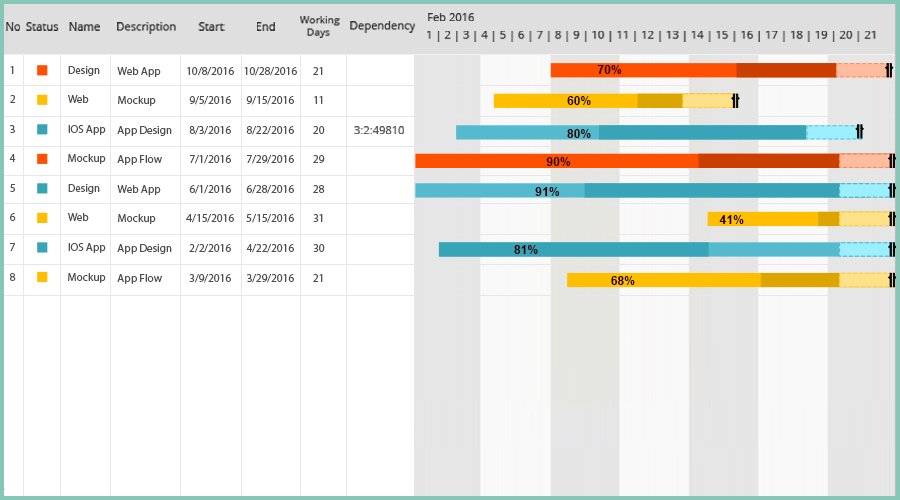 No Status Name Description Start End Working Days Dependency Feb 2016
1 | 2 | 3 | 4 | 5 | 6 | 7 | 8 | 9 | 10 | 11 | 12 | 13 | 14 | 15 | 16 | 17 | 18 | 19 | 20 | 21
1 Design Web App 10/8/2016 10/28/2016 21 70%
2 Web Mockup 9/5/2016 9/15/2016 11 60%
3 IOS App App Design 8/3/2016 8/22/2016 20 3:2:49810 80%
4 Mockup App Flow 7/1/2016 7/29/2016 29 90%
5 Design Web App 6/1/2016 6/28/2016 28 91%
6 Web Mockup 4/15/2016 5/15/2016 31 41%
7 IOS App App Design 2/2/2016 4/22/2016 30 81%
8 Mockup App Flow 3/9/2016 3/29/2016 21 68%